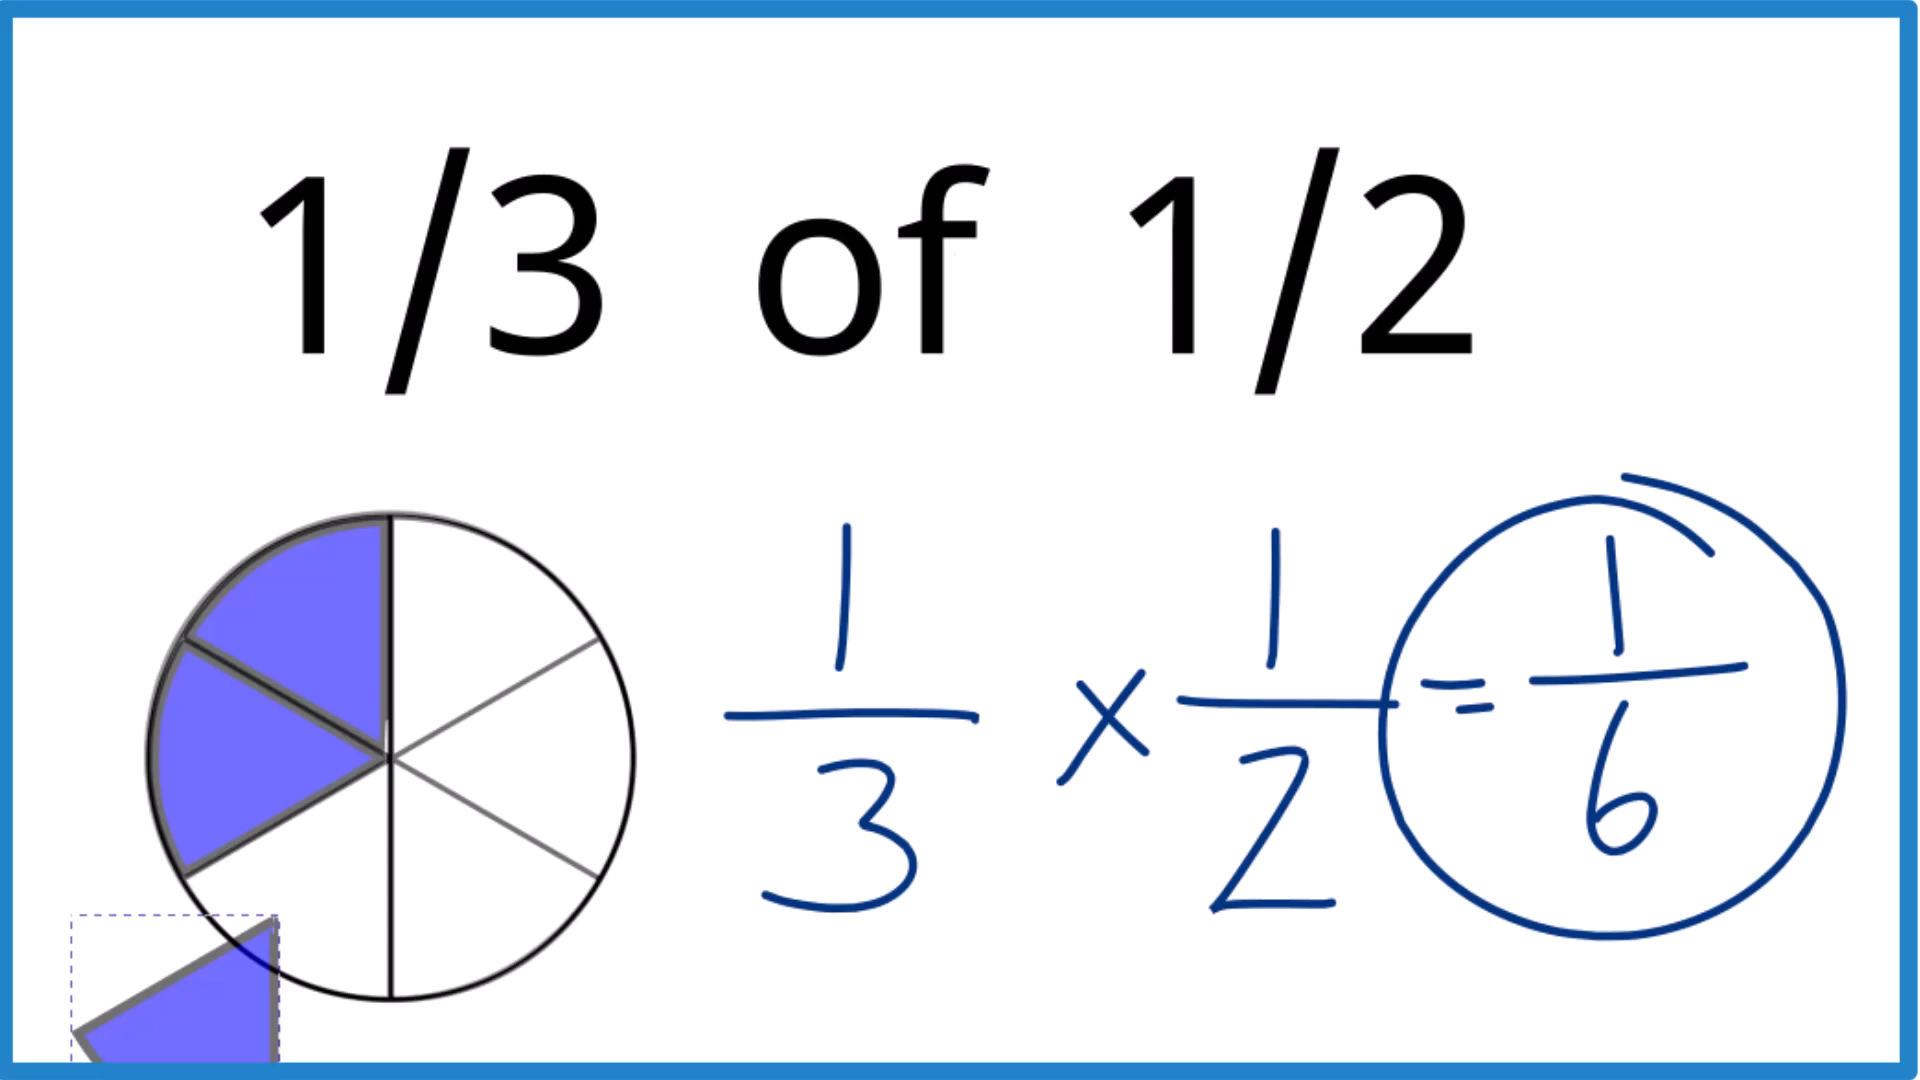 1/3 of 1/2
1/3 × 1/2 = 1/6